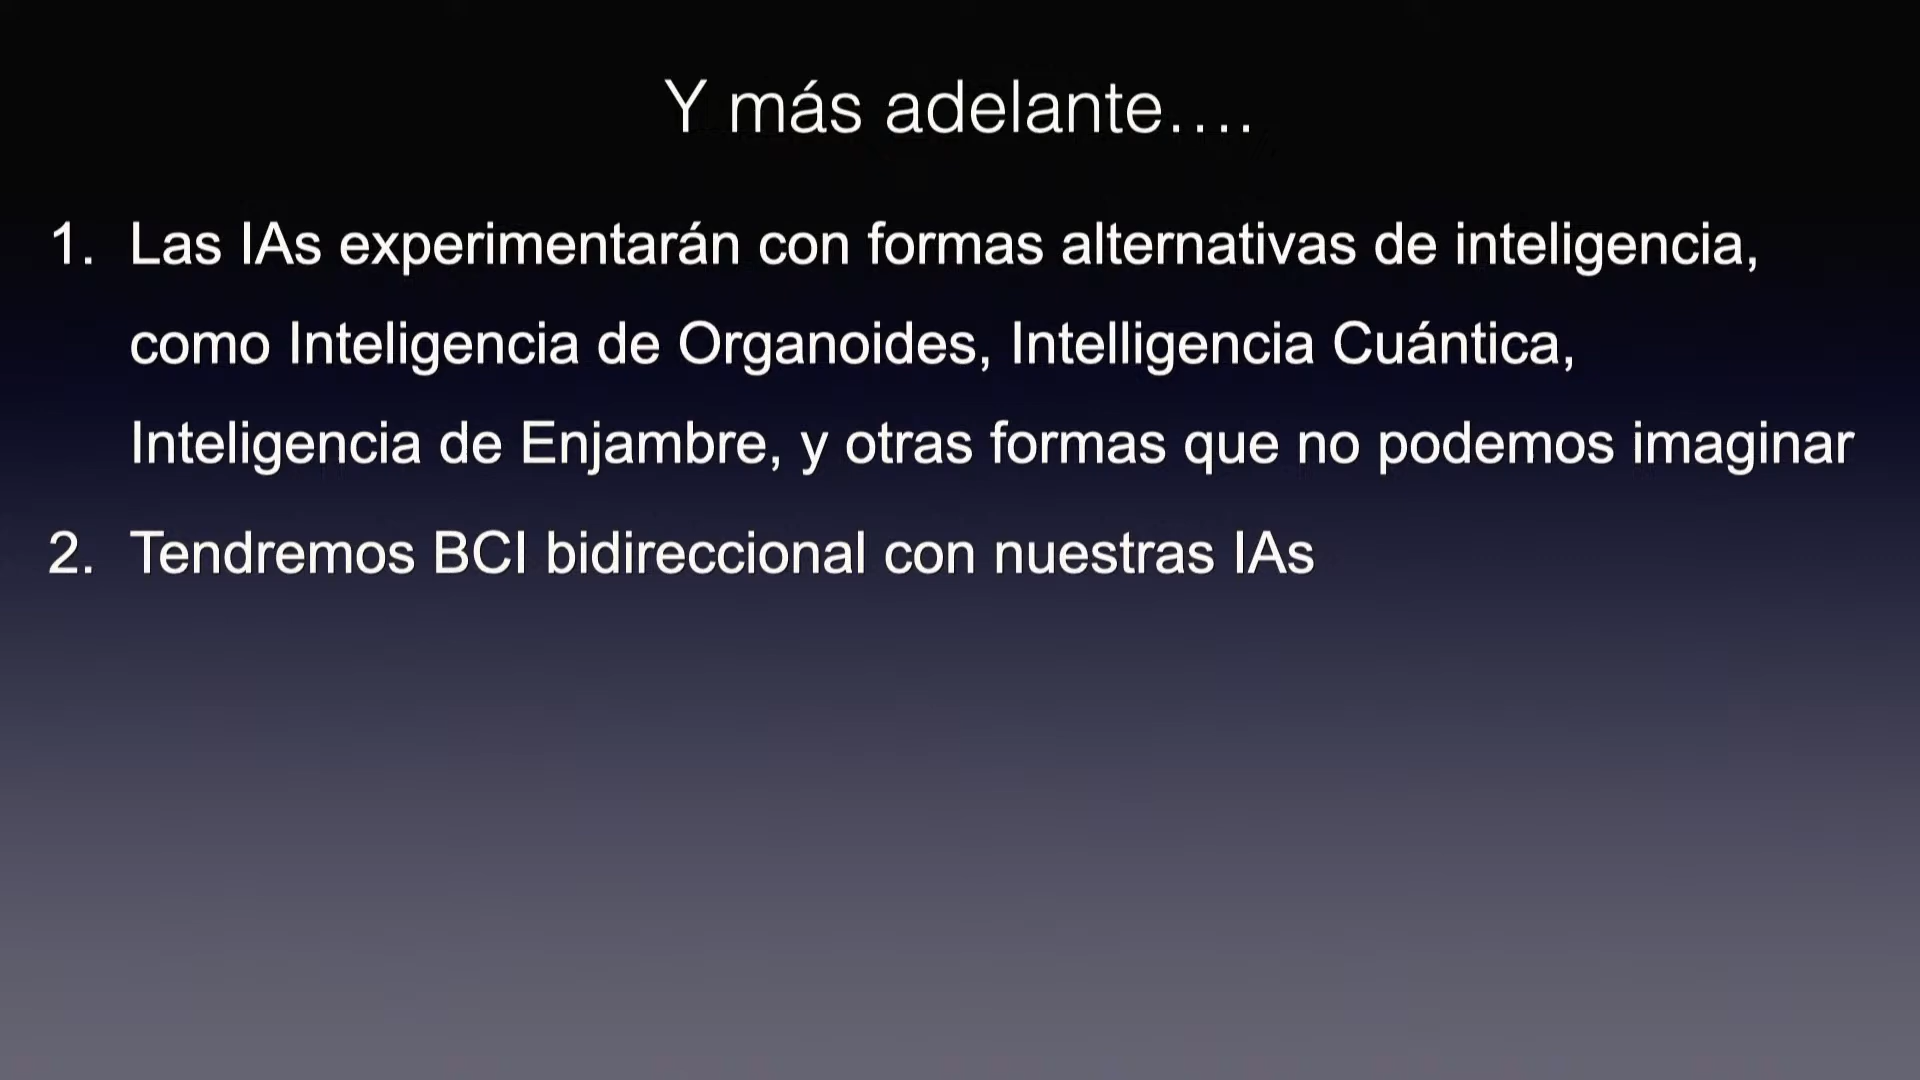 Y más adelante….
1. Las IAs experimentarán con formas alternativas de inteligencia,
como Inteligencia de Organoides, Intelligencia Cuántica,
Inteligencia de Enjambre, y otras formas que no podemos imaginar
2. Tendremos BCI bidireccional con nuestras IAs